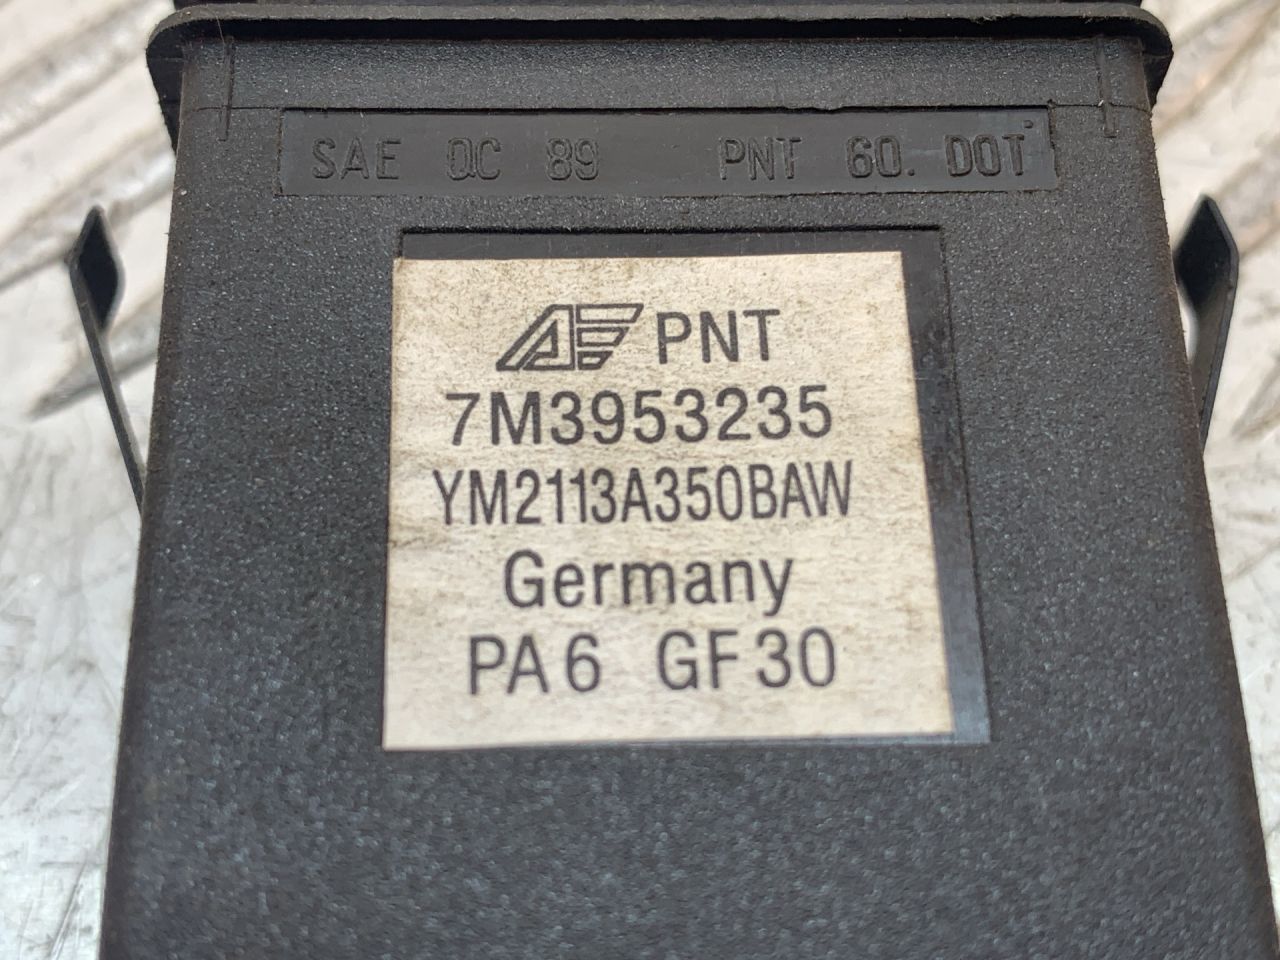 SAE QC 89 PNT 60. DOT
PNT
7M3953235
YM2113A350BAW
Germany
PA6 GF30